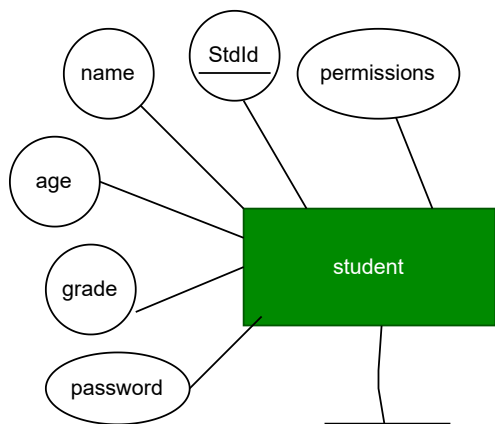 StdId
name
permissions
age
student
grade
password